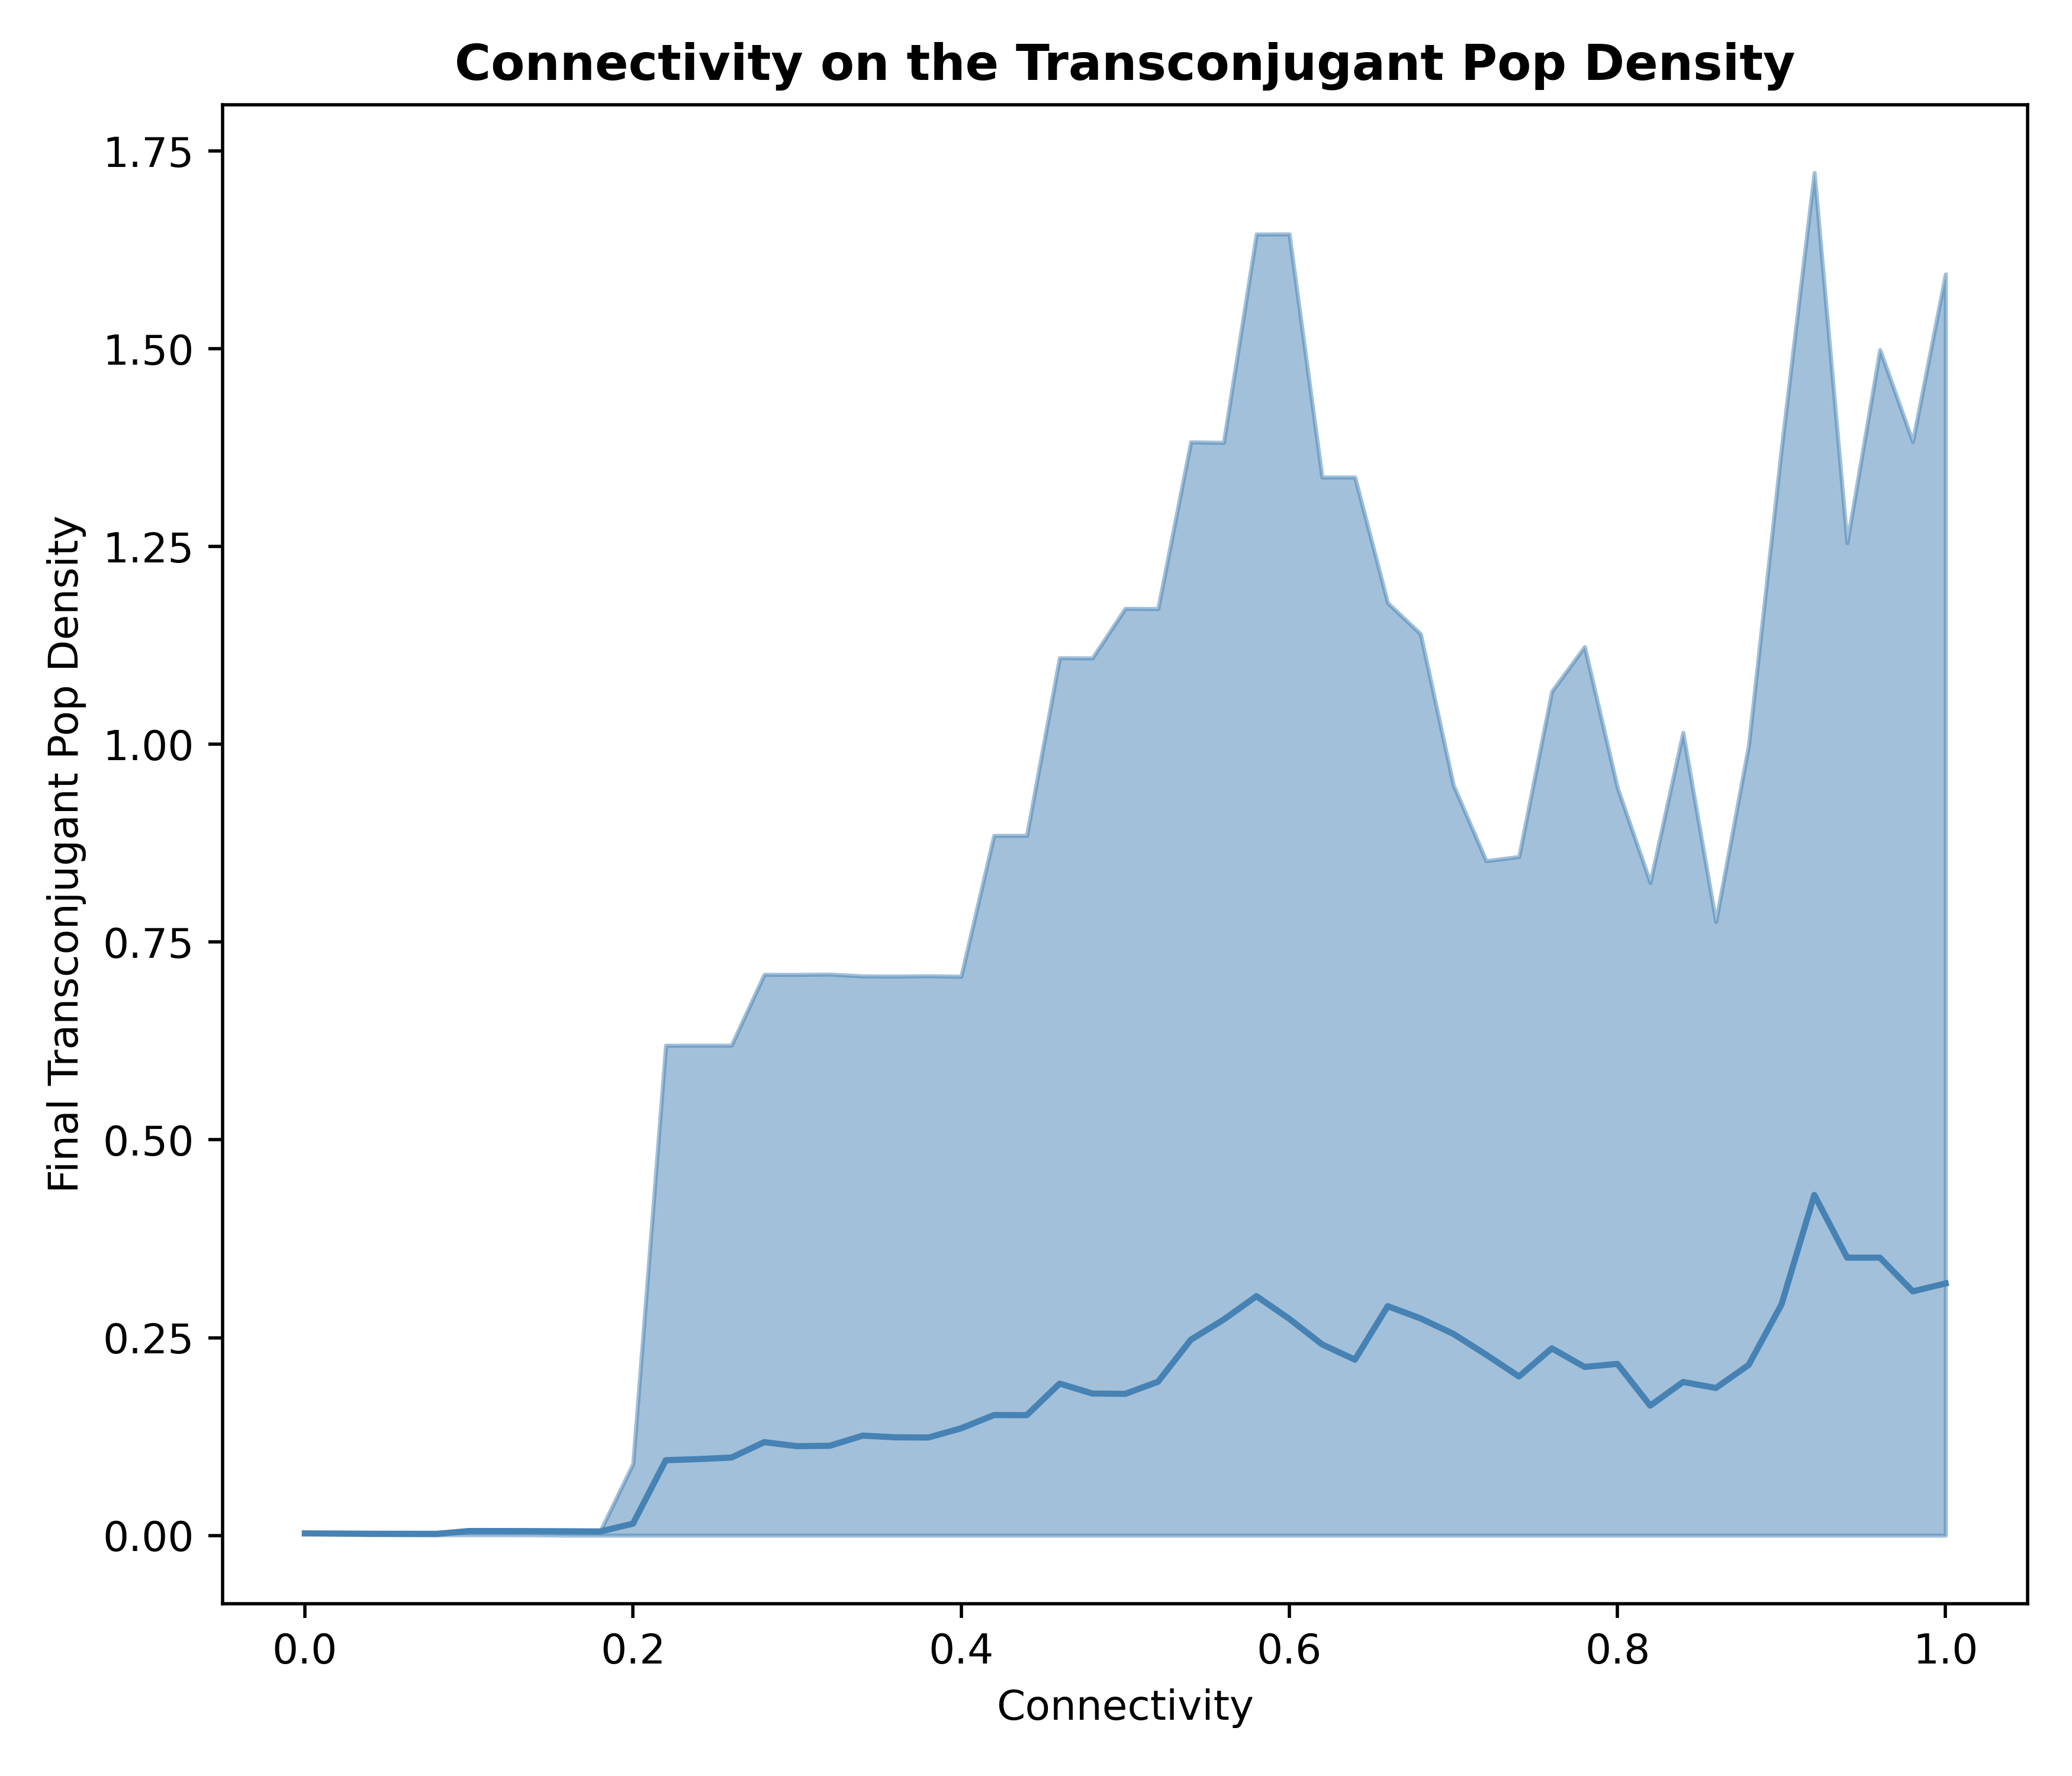 Connectivity on the Transconjugant Pop Density
1.75
1.50
1.25
1.00
0.75
0.50
0.25
0.00
Final Transconjugant Pop Density
0.0 0.2 0.4 0.6 0.8 1.0
Connectivity